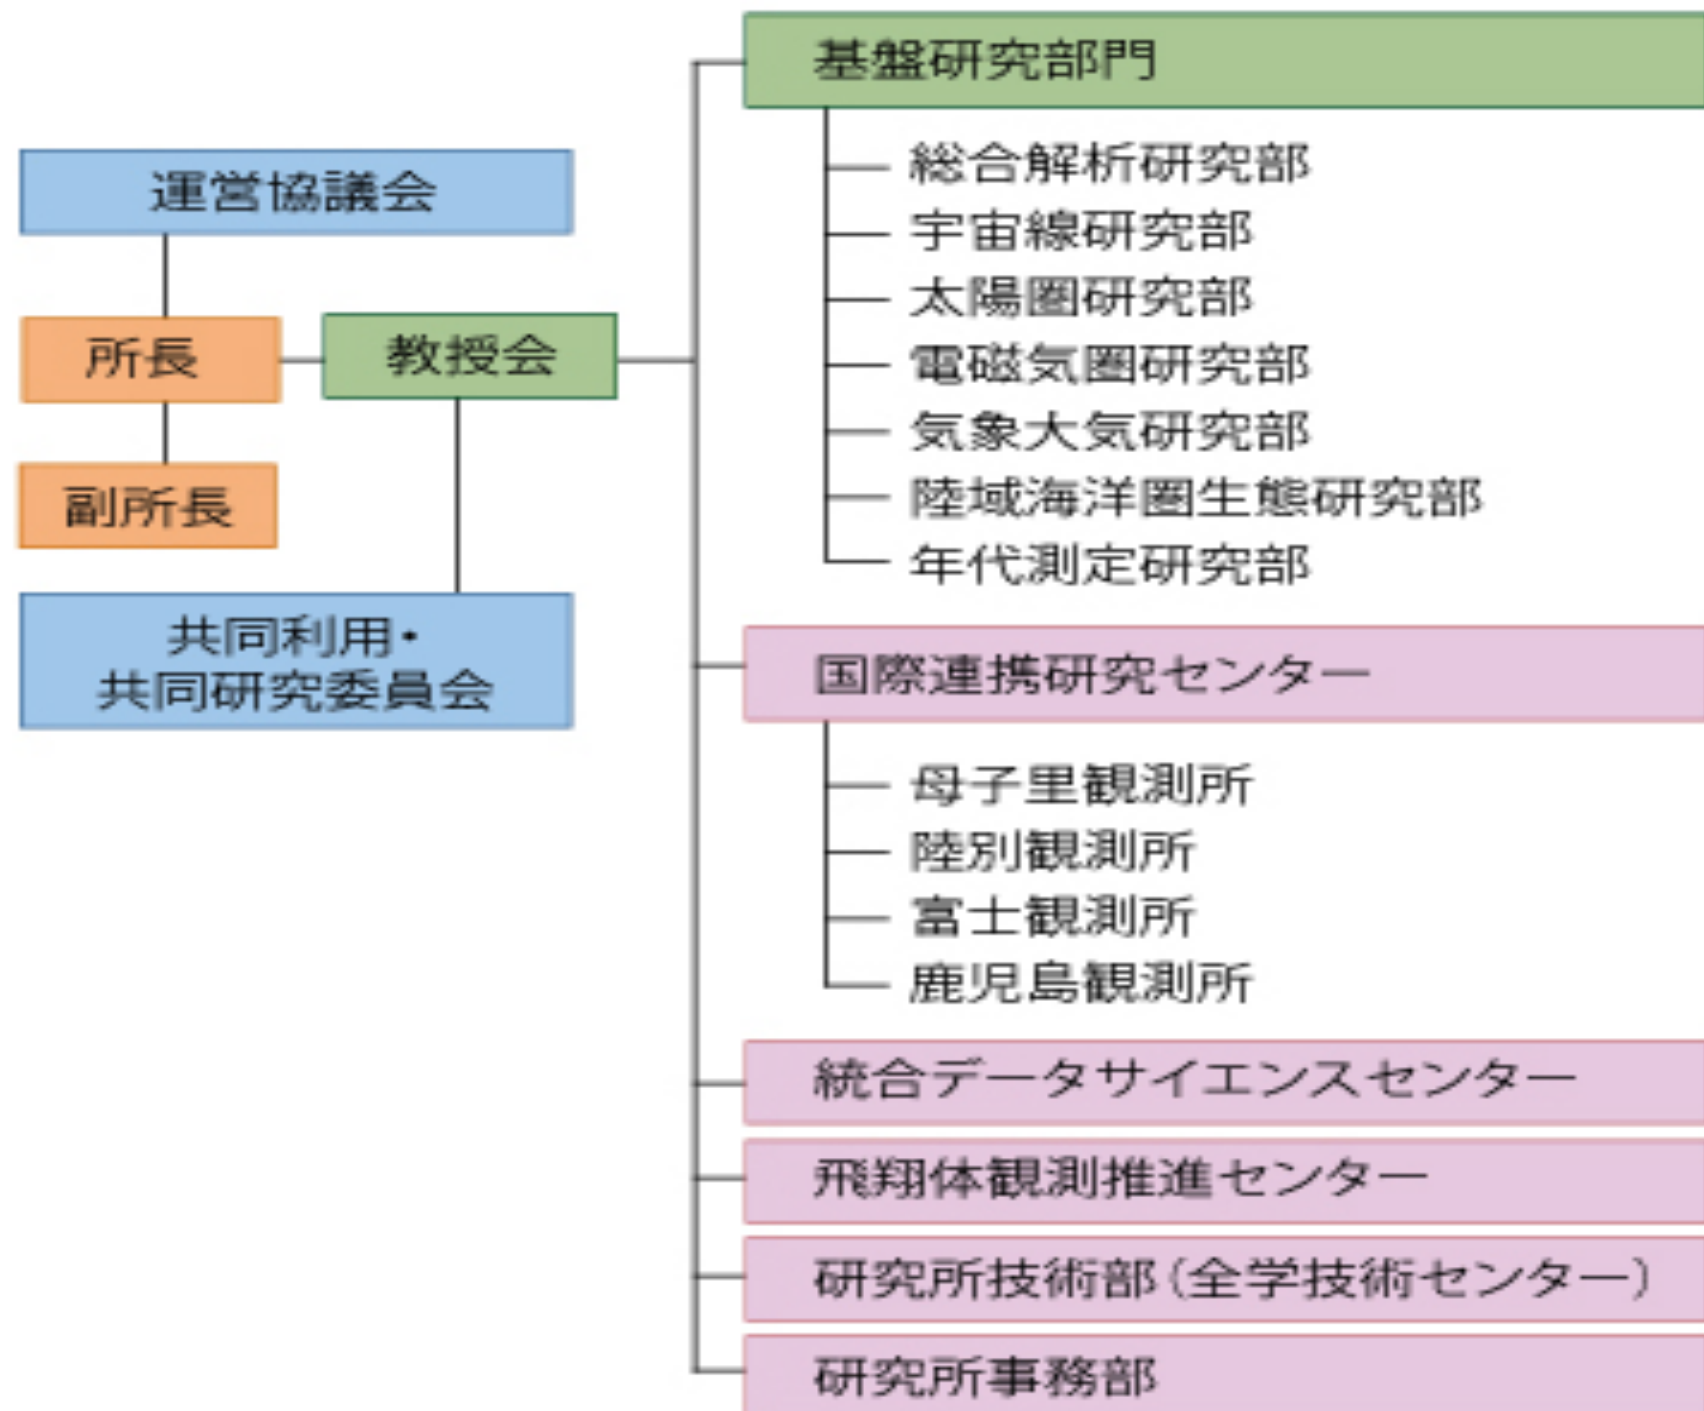 運営協議会
所長
教授会
副所長
共同利用・
共同研究委員会
基盤研究部門
総合解析研究部
宇宙線研究部
太陽圏研究部
電磁気圏研究部
気象大気研究部
陸域海洋圏生態研究部
年代測定研究部
国際連携研究センター
母子里観測所
陸別観測所
富士観測所
鹿児島観測所
統合データサイエンスセンター
飛翔体観測推進センター
研究所技術部（全学技術センター）
研究所事務部